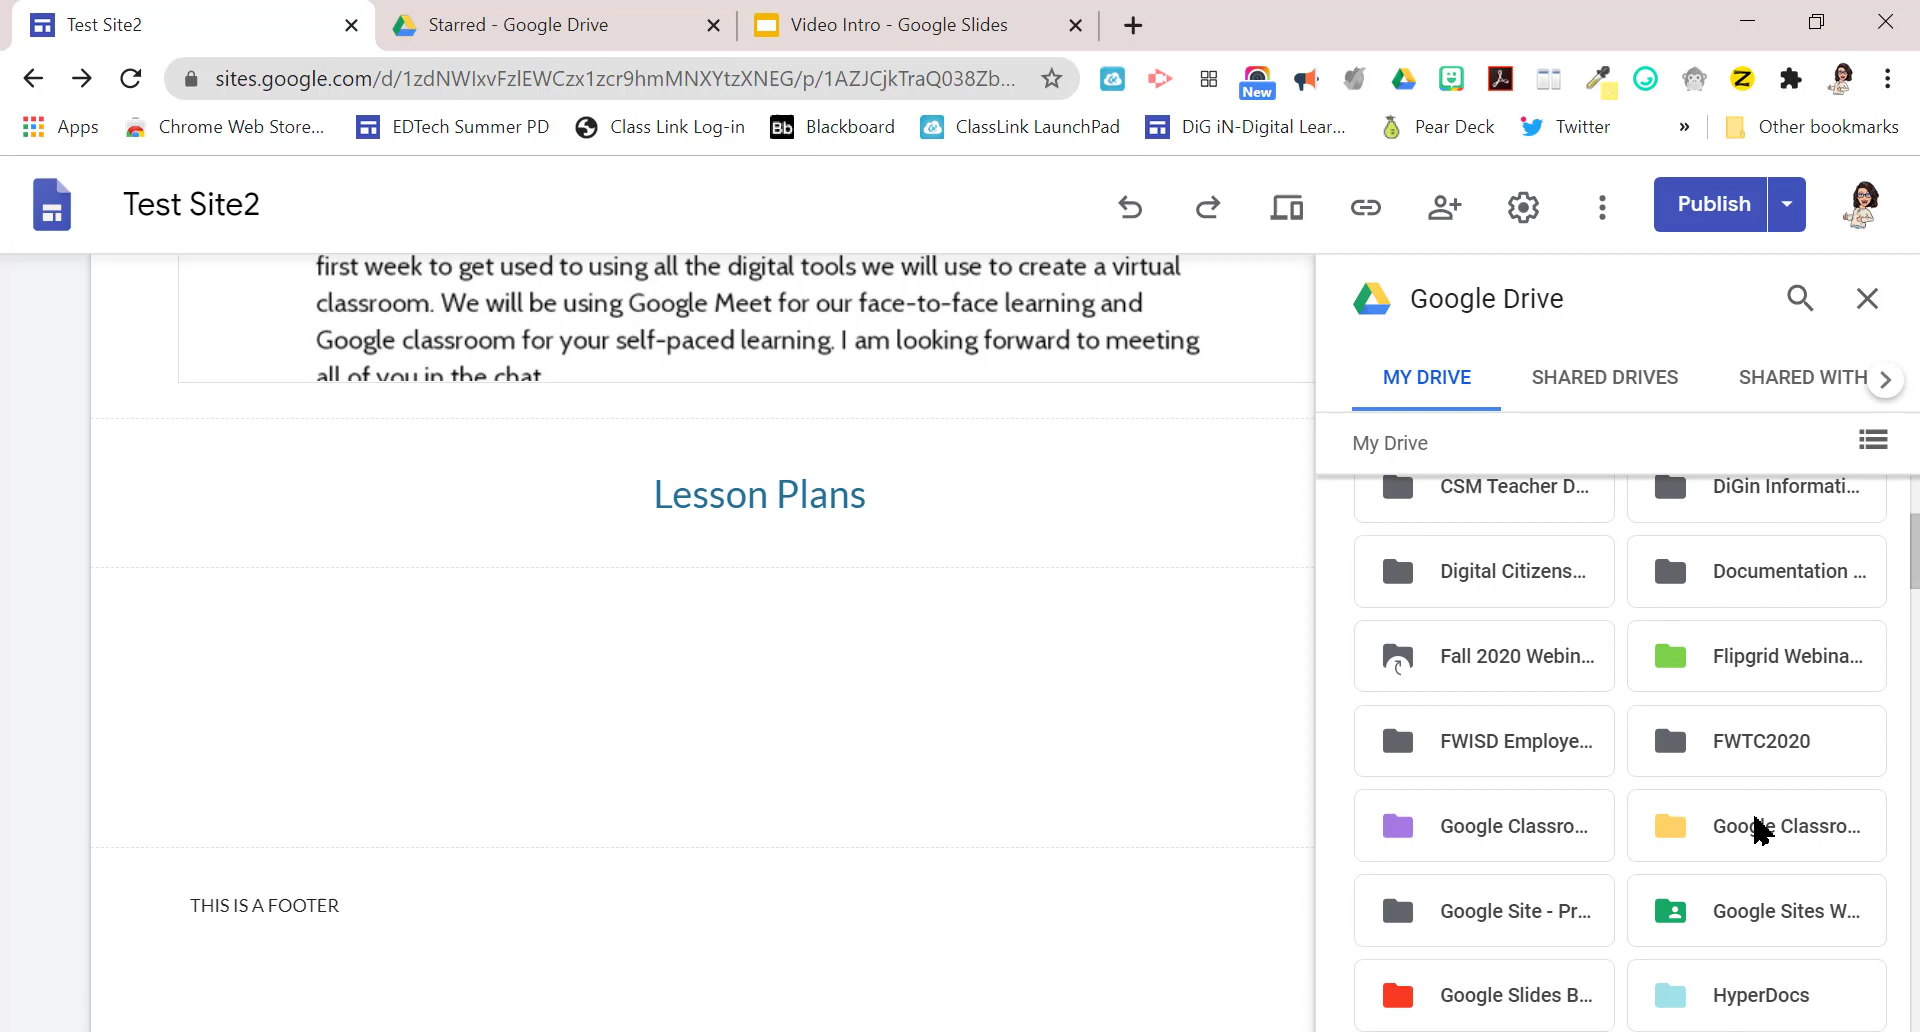 Test Site2
Starred - Google Drive
Video Intro - Google Slides
sites.google.com/d/1zdNWIxvFzlEWCzx1zcr9hmMNXYtzXNEG/p/1AZJCjkTraQ038Zb...
New
Apps
Chrome Web Store...
EDTech Summer PD
Class Link Log-in
Bb
Blackboard
ClassLink LaunchPad
DiG iN-Digital Lear...
Pear Deck
Twitter
»
Other bookmarks
Test Site2
Publish
first week to get used to using all the digital tools we will use to create a virtual
classroom. We will be using Google Meet for our face-to-face learning and
Google classroom for your self-paced learning. I am looking forward to meeting
all of you in the chat
Lesson Plans
THIS IS A FOOTER
Google Drive
MY DRIVE
SHARED DRIVES
SHARED WITH
My Drive
CSM Teacher D...
DiGin Informati...
Digital Citizens...
Documentation ...
Fall 2020 Webin...
Flipgrid Webina...
FWISD Employe...
FWTC2020
Google Classro...
Google Classro...
Google Site - Pr...
Google Sites W...
Google Slides B...
HyperDocs